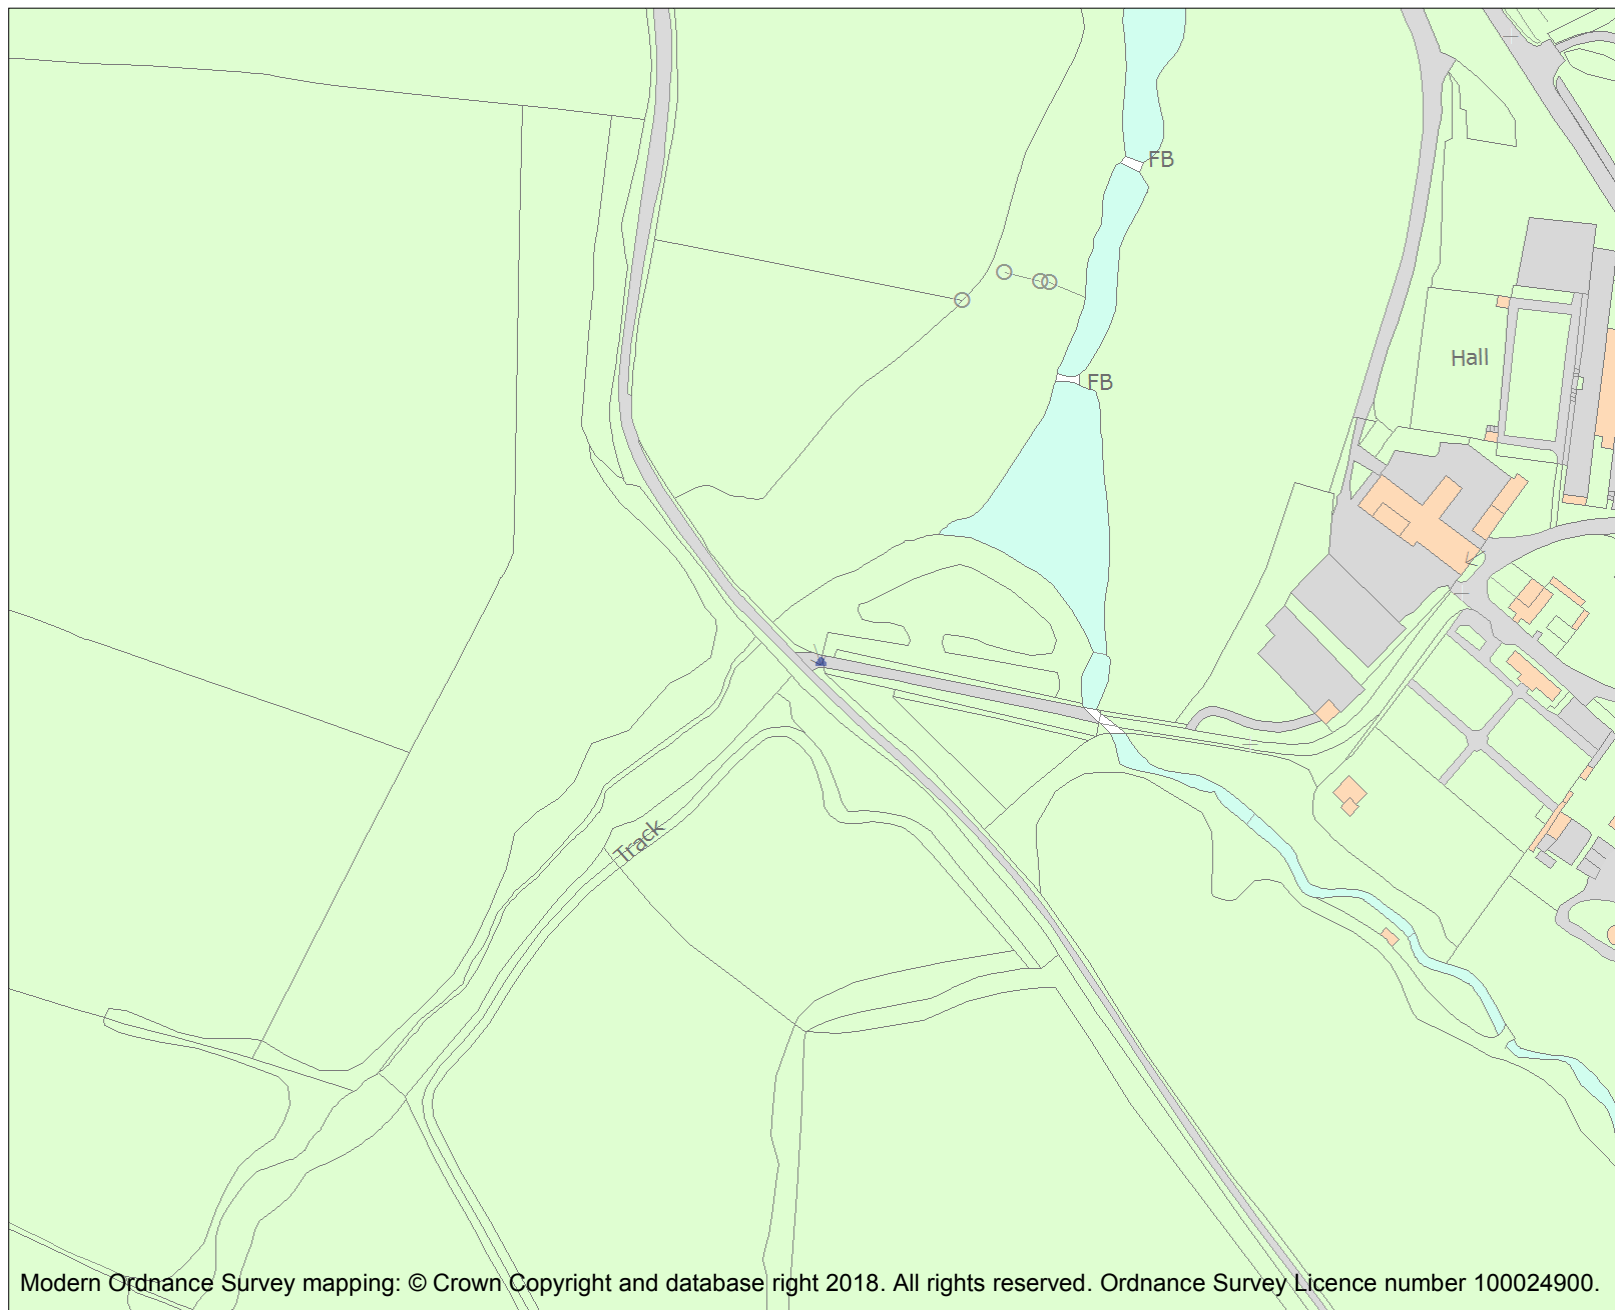 FB
Hall
FB
Track
Modern Ordnance Survey mapping: © Crown Copyright and database right 2018. All rights reserved. Ordnance Survey Licence number 100024900.